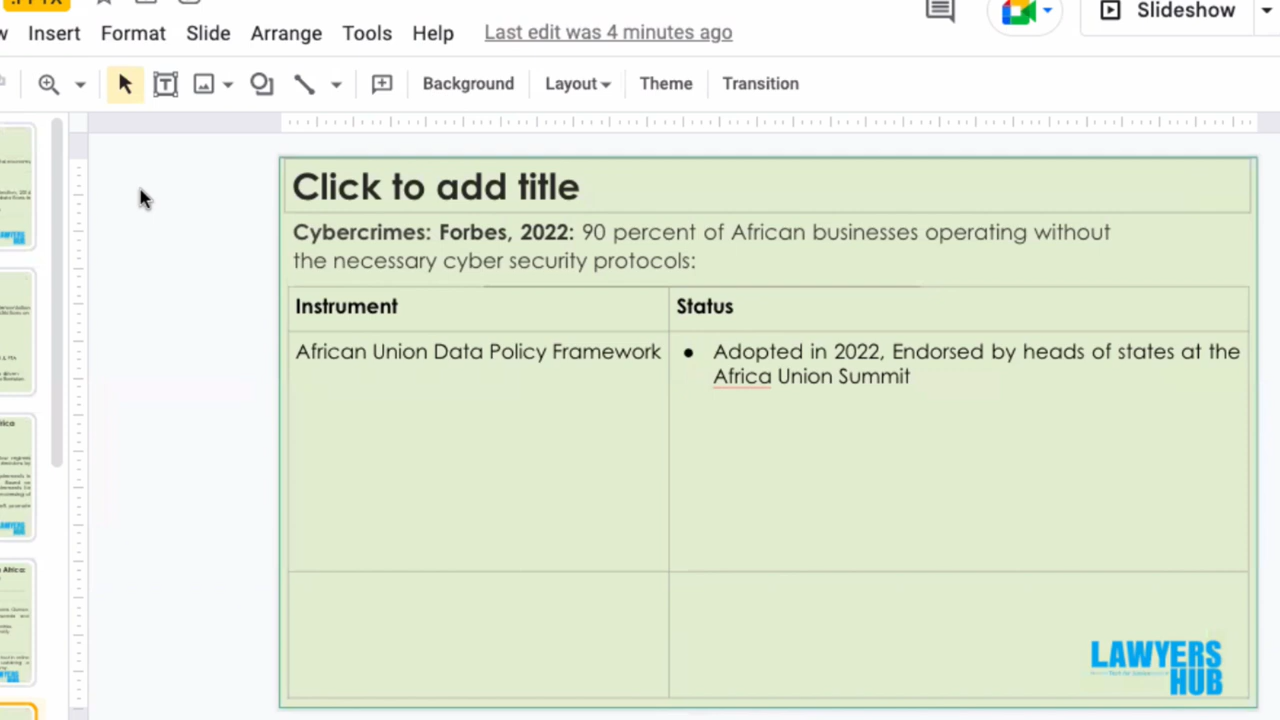 .PPTX
w Insert Format Slide Arrange Tools Help Last edit was 4 minutes ago
Slideshow
Background Layout Theme Transition
Click to add title
Cybercrimes: Forbes, 2022: 90 percent of African businesses operating without
the necessary cyber security protocols:
Instrument Status
African Union Data Policy Framework
● Adopted in 2022, Endorsed by heads of states at the
Africa Union Summit
LAWYERS
HUB